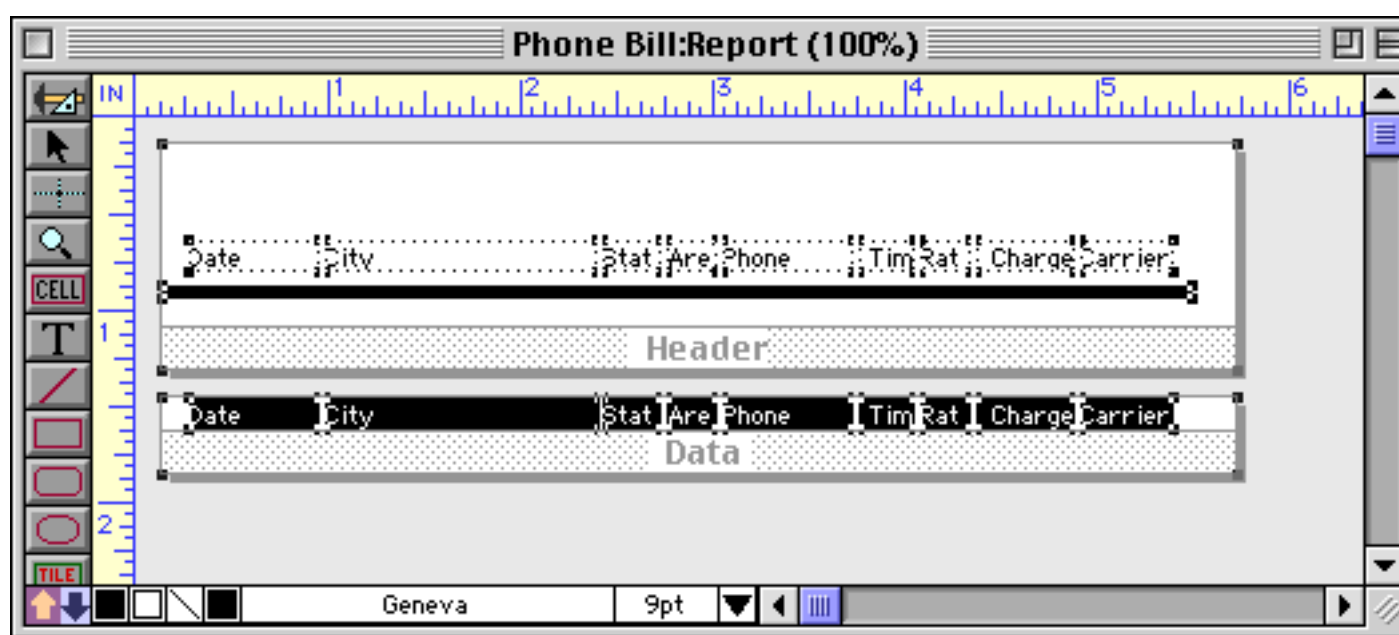 Phone Bill:Report (100%)
IN 1 2 3 4 5 6
Date City Stat Are Phone Tim Rat Charge Carrier
CELL
T
1
Header
Date City Stat Are Phone Tim Rat Charge Carrier
Data
2
TILE
Geneva 9pt